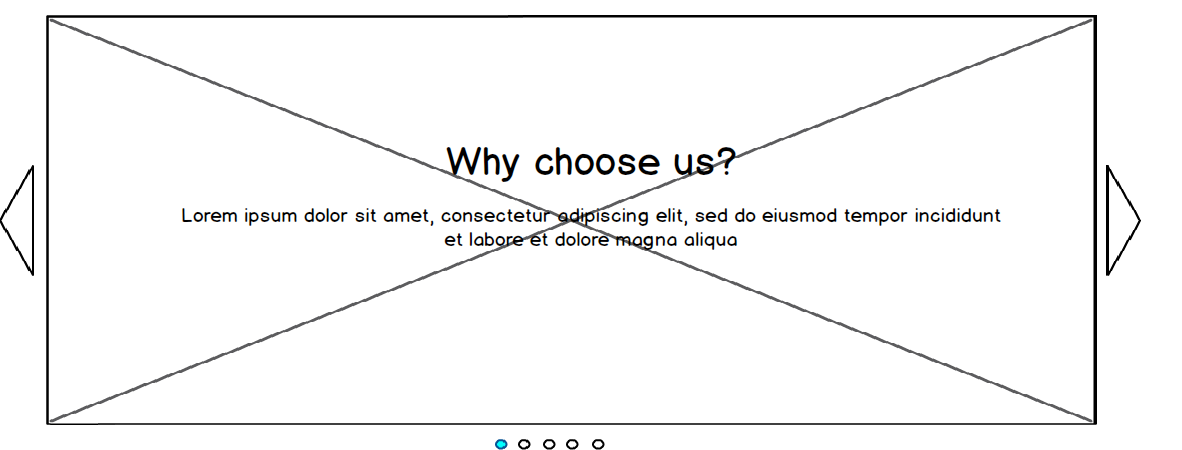 Why choose us?
Lorem ipsum dolor sit amet, consectetur adipiscing elit, sed do eiusmod tempor incididunt
et labore et dolore magna aliqua